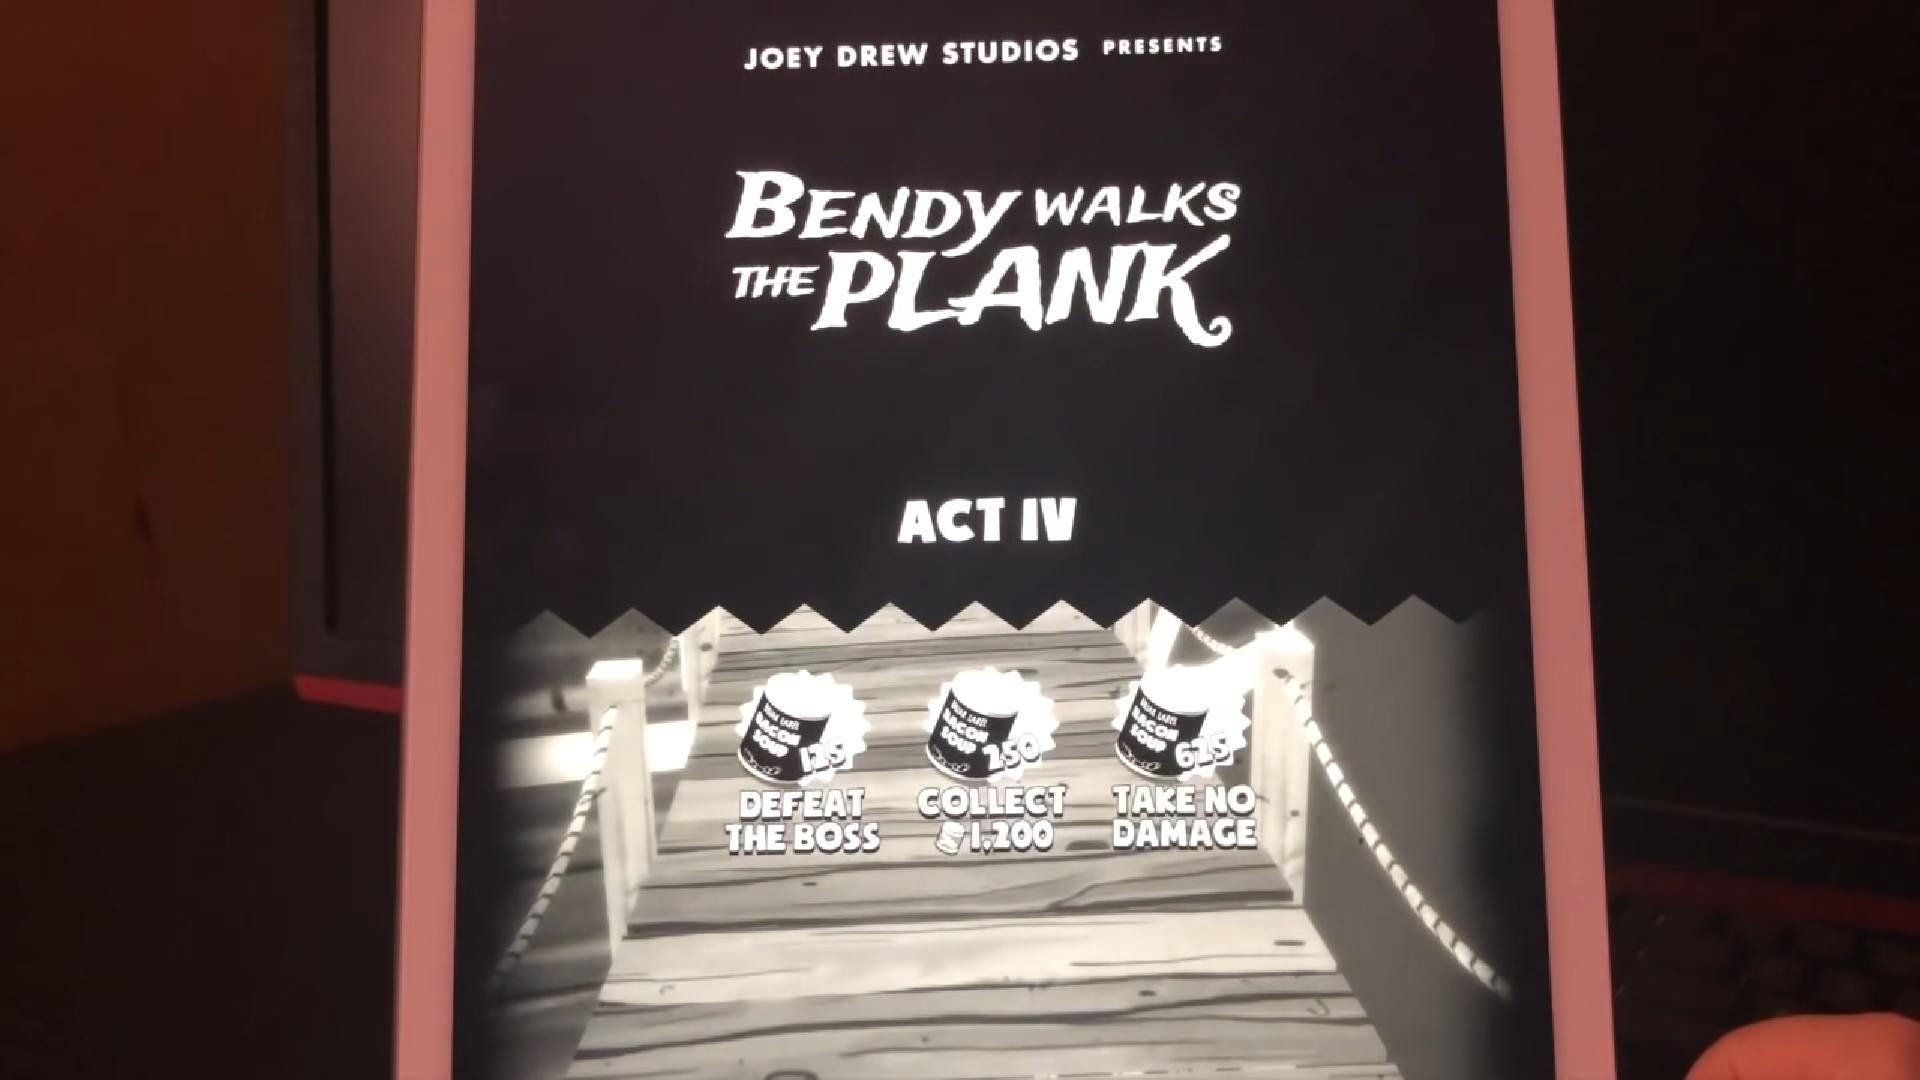 JOEY DREW STUDIOS PRESENTS
BENDY WALKS
THE PLANK
ACT IV
BACON
SOUP
125
BACON
SOUP
250
BACON
SOUP
625
DEFEAT
THE BOSS
COLLECT
1,200
TAKE NO
DAMAGE